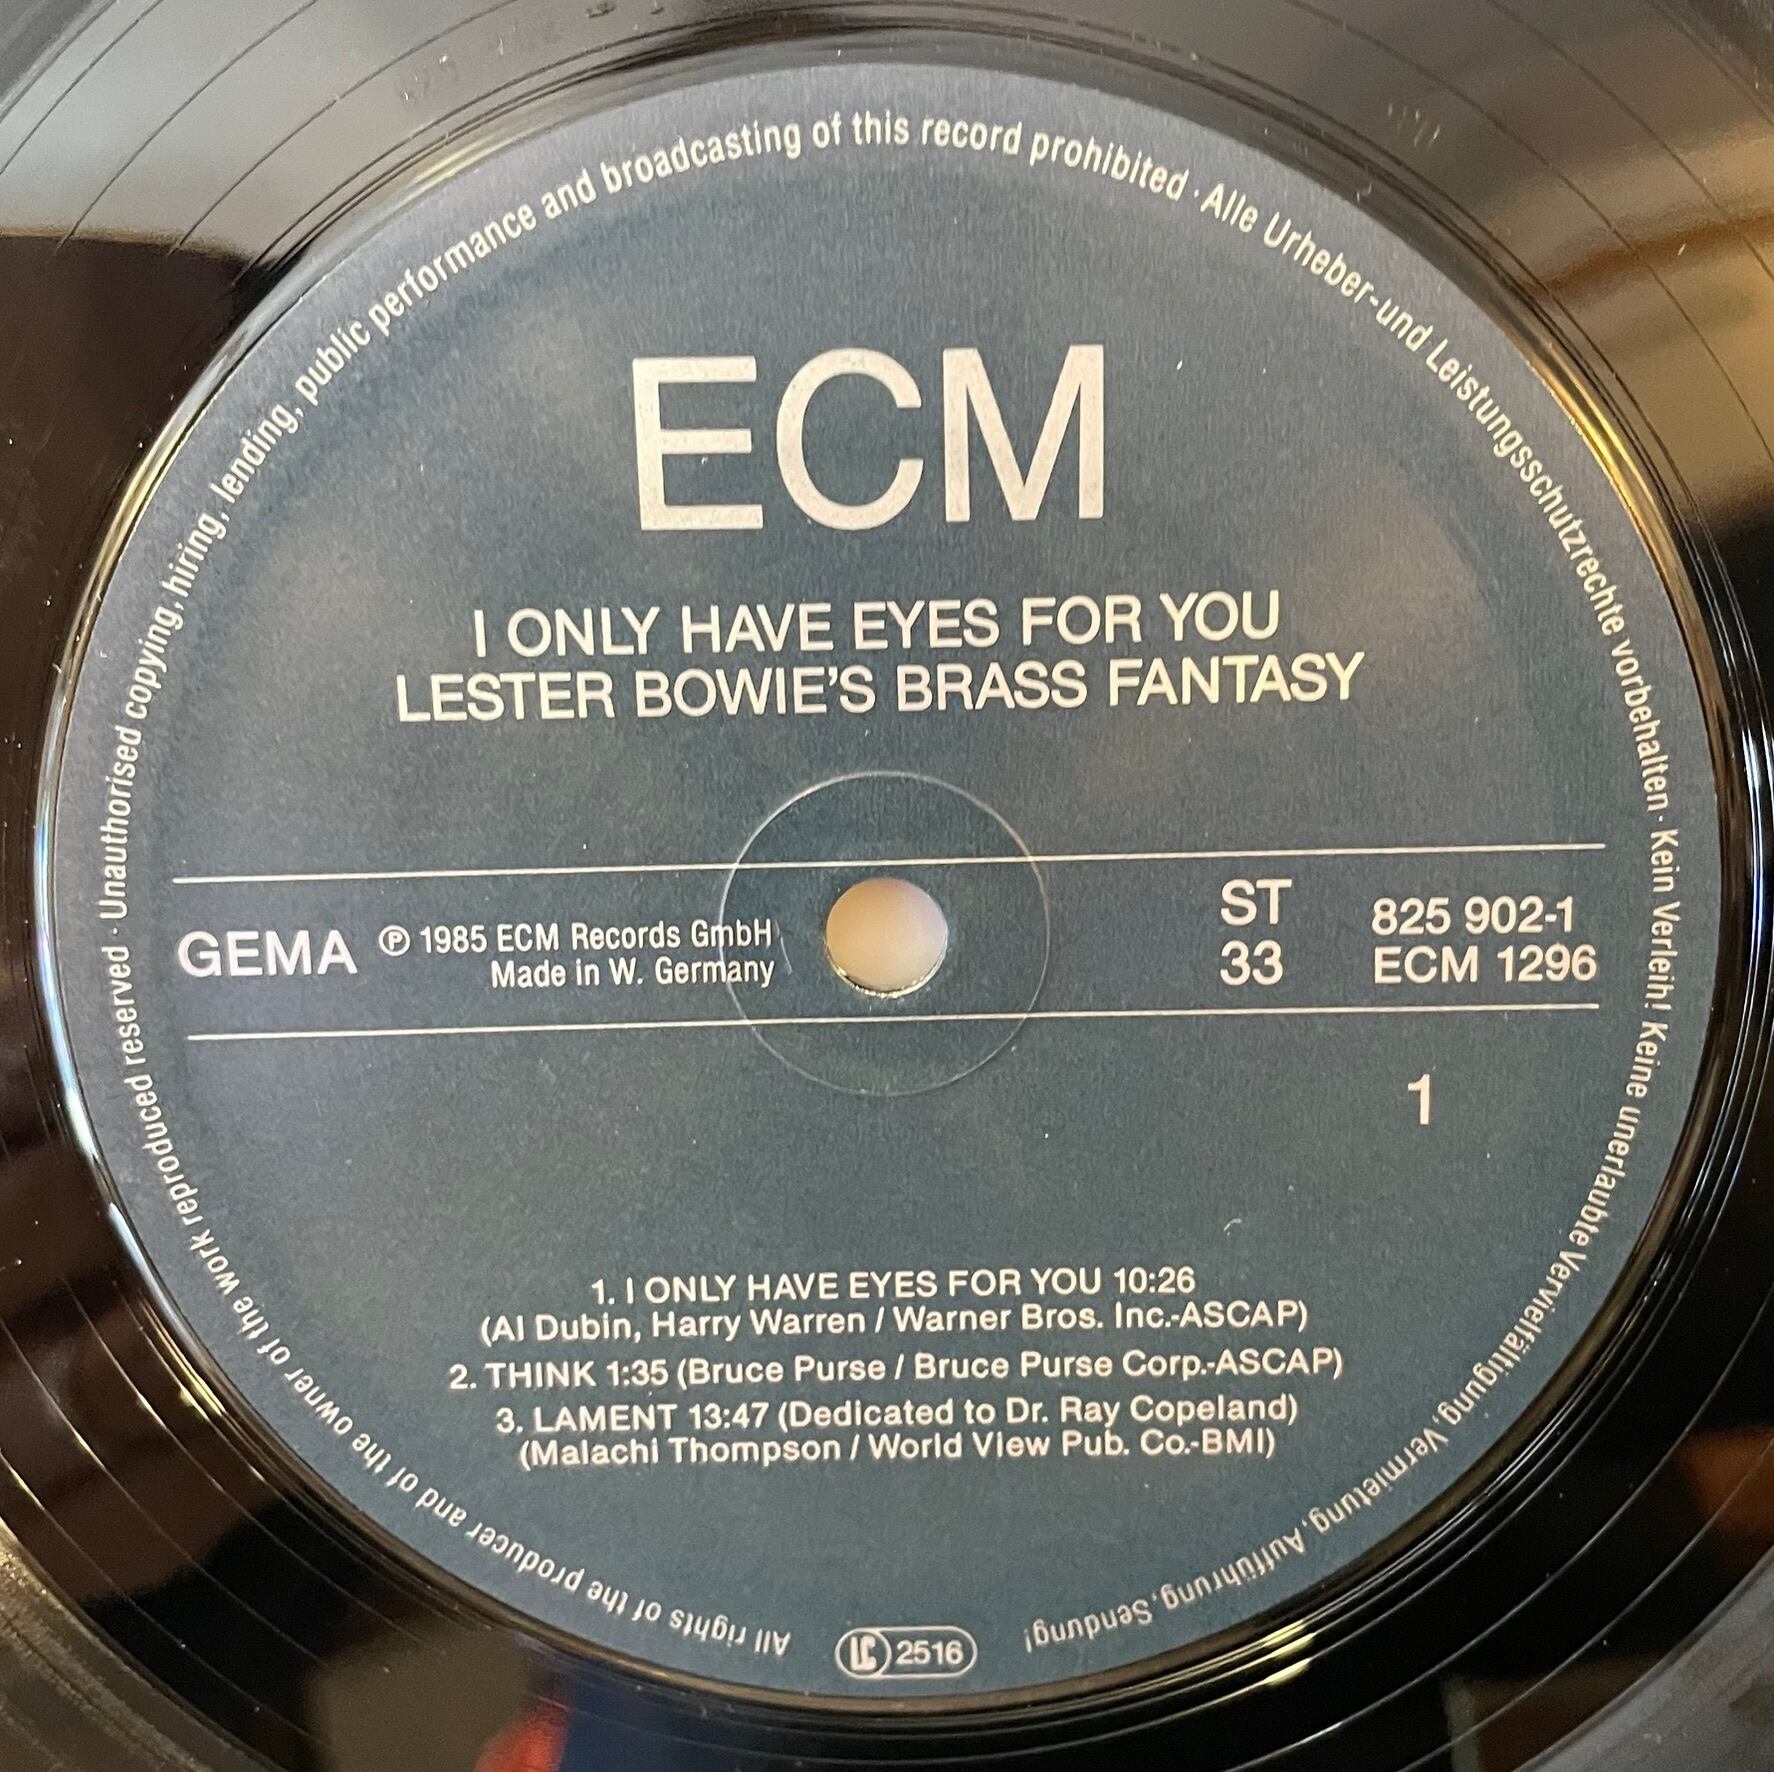 ECM
I ONLY HAVE EYES FOR YOU
LESTER BOWIE'S BRASS FANTASY
GEMA
℗ 1985 ECM Records GmbH
Made in W. Germany
ST
33
825 902-1
ECM 1296
1
1. I ONLY HAVE EYES FOR YOU 10:26
(Al Dubin, Harry Warren / Warner Bros. Inc.-ASCAP)
2. THINK 1:35 (Bruce Purse / Bruce Purse Corp.-ASCAP)
3. LAMENT 13:47 (Dedicated to Dr. Ray Copeland)
(Malachi Thompson / World View Pub. Co.-BMI)
All rights of the producer and of the owner of the work reproduced reserved · Unauthorised copying, hiring, lending, public performance and broadcasting of this record prohibited · Alle Urheber-und Leistungsschutzrechte vorbehalten · Kein Verleih! Keine unerlaubte Vervielfältigung, Vermietung, Aufführung, Sendung!
LC 2516